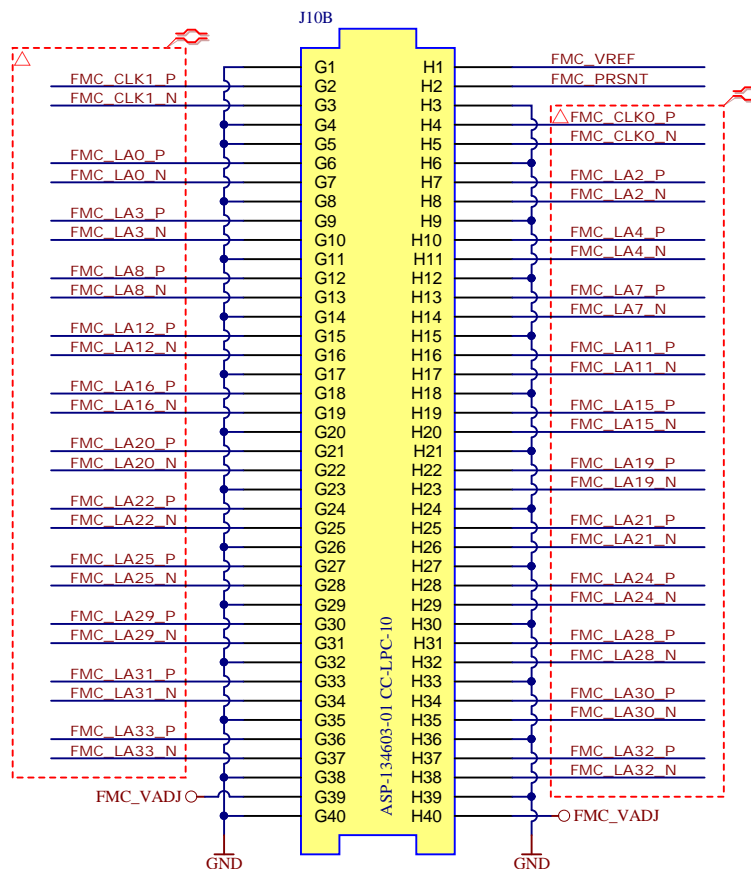 J10B
G1 H1 FMC_VREF
FMC_CLK1_P G2 H2 FMC_PRSNT
FMC_CLK1_N G3 H3
G4 H4 FMC_CLK0_P
G5 H5 FMC_CLK0_N
FMC_LA0_P G6 H6
FMC_LA0_N G7 H7 FMC_LA2_P
G8 H8 FMC_LA2_N
FMC_LA3_P G9 H9
FMC_LA3_N G10 H10 FMC_LA4_P
G11 H11 FMC_LA4_N
FMC_LA8_P G12 H12
FMC_LA8_N G13 H13 FMC_LA7_P
G14 H14 FMC_LA7_N
FMC_LA12_P G15 H15
FMC_LA12_N G16 H16 FMC_LA11_P
G17 H17 FMC_LA11_N
FMC_LA16_P G18 H18
FMC_LA16_N G19 H19 FMC_LA15_P
G20 H20 FMC_LA15_N
FMC_LA20_P G21 H21
FMC_LA20_N G22 H22 FMC_LA19_P
G23 H23 FMC_LA19_N
FMC_LA22_P G24 H24
FMC_LA22_N G25 H25 FMC_LA21_P
G26 H26 FMC_LA21_N
FMC_LA25_P G27 H27
FMC_LA25_N G28 H28 FMC_LA24_P
G29 H29 FMC_LA24_N
FMC_LA29_P G30 H30
FMC_LA29_N G31 H31 FMC_LA28_P
G32 H32 FMC_LA28_N
FMC_LA31_P G33 H33
FMC_LA31_N G34 H34 FMC_LA30_P
G35 H35 FMC_LA30_N
FMC_LA33_P G36 H36
FMC_LA33_N G37 H37 FMC_LA32_P
G38 H38 FMC_LA32_N
FMC_VADJ G39 H39
G40 H40 FMC_VADJ
ASP-134603-01 CC-LPC-10
GND GND